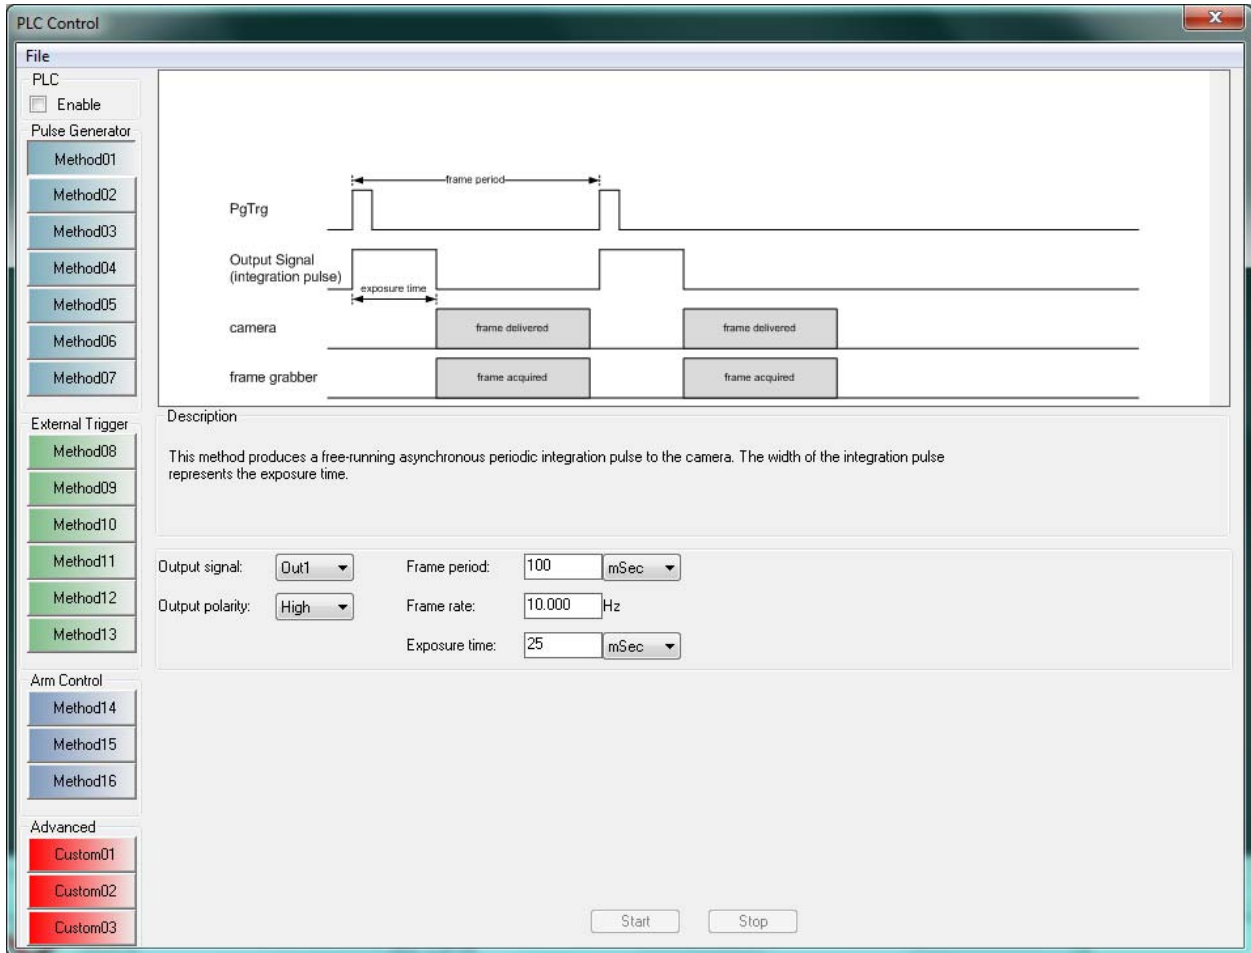 PLC Control
File
PLC
Enable
Pulse Generator
Method01
Method02
Method03
Method04
Method05
Method06
Method07
External Trigger
Method08
Method09
Method10
Method11
Method12
Method13
Arm Control
Method14
Method15
Method16
Advanced
Custom01
Custom02
Custom03
frame period
PgTrg
Output Signal
(integration pulse)
exposure time
camera
frame delivered
frame delivered
frame grabber
frame acquired
frame acquired
Description
This method produces a free-running asynchronous periodic integration pulse to the camera. The width of the integration pulse
represents the exposure time.
Output signal: Out1 Frame period: 100 mSec
Output polarity: High Frame rate: 10.000 Hz
Exposure time: 25 mSec
Start Stop